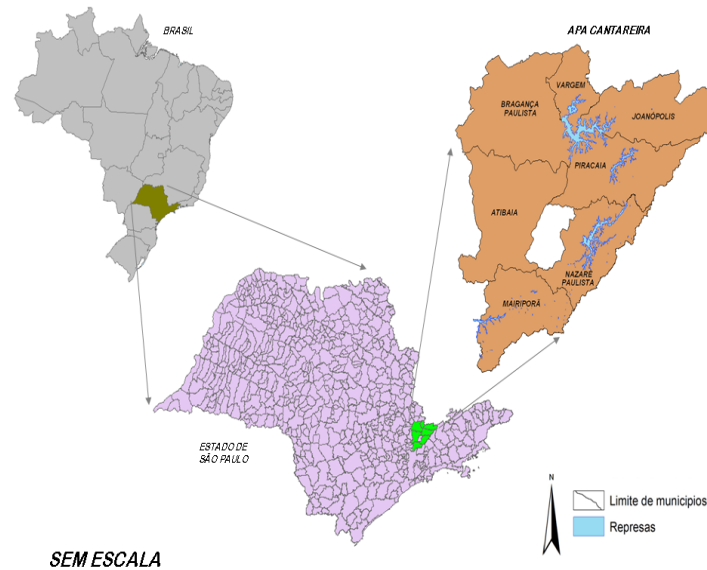 BRASIL
APA CANTAREIRA
VARGEM
BRAGANÇA
PAULISTA
JOANÓPOLIS
PIRACAIA
ATIBAIA
NAZARÉ
PAULISTA
MAIRIPORÃ
ESTADO DE
SÃO PAULO
N
Limite de municipios
Represas
SEM ESCALA